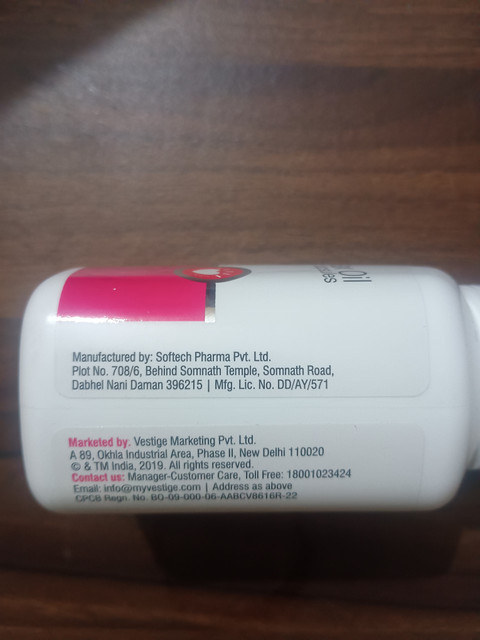 Oil
Manufactured by: Softech Pharma Pvt. Ltd.
Plot No. 708/6, Behind Somnath Temple, Somnath Road,
Dabhel Nani Daman 396215 | Mfg. Lic. No. DD/AY/571
Marketed by: Vestige Marketing Pvt. Ltd.
A 89, Okhla Industrial Area, Phase II, New Delhi 110020
© & TM India, 2019. All rights reserved.
Contact us: Manager-Customer Care, Toll Free: 18001023424
Email: info@myvestige.com | Address as above
CPCB Regn. No. BO-09-000-06-AABCV8616R-22